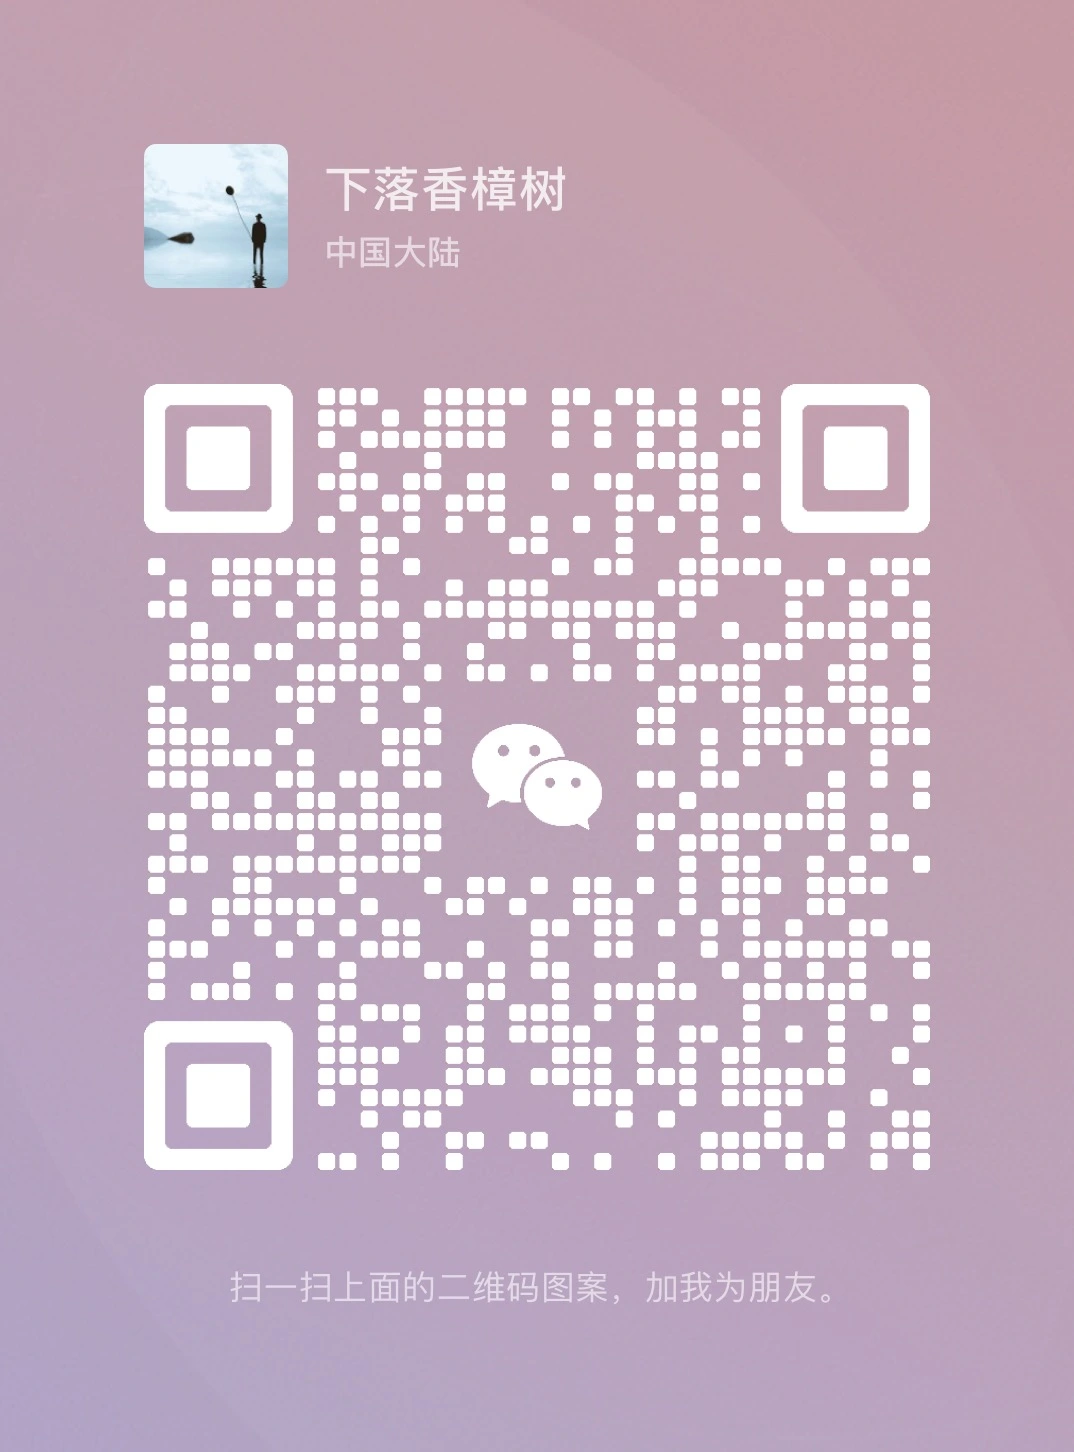 下落香樟树
中国大陆
扫一扫上面的二维码图案，加我为朋友。